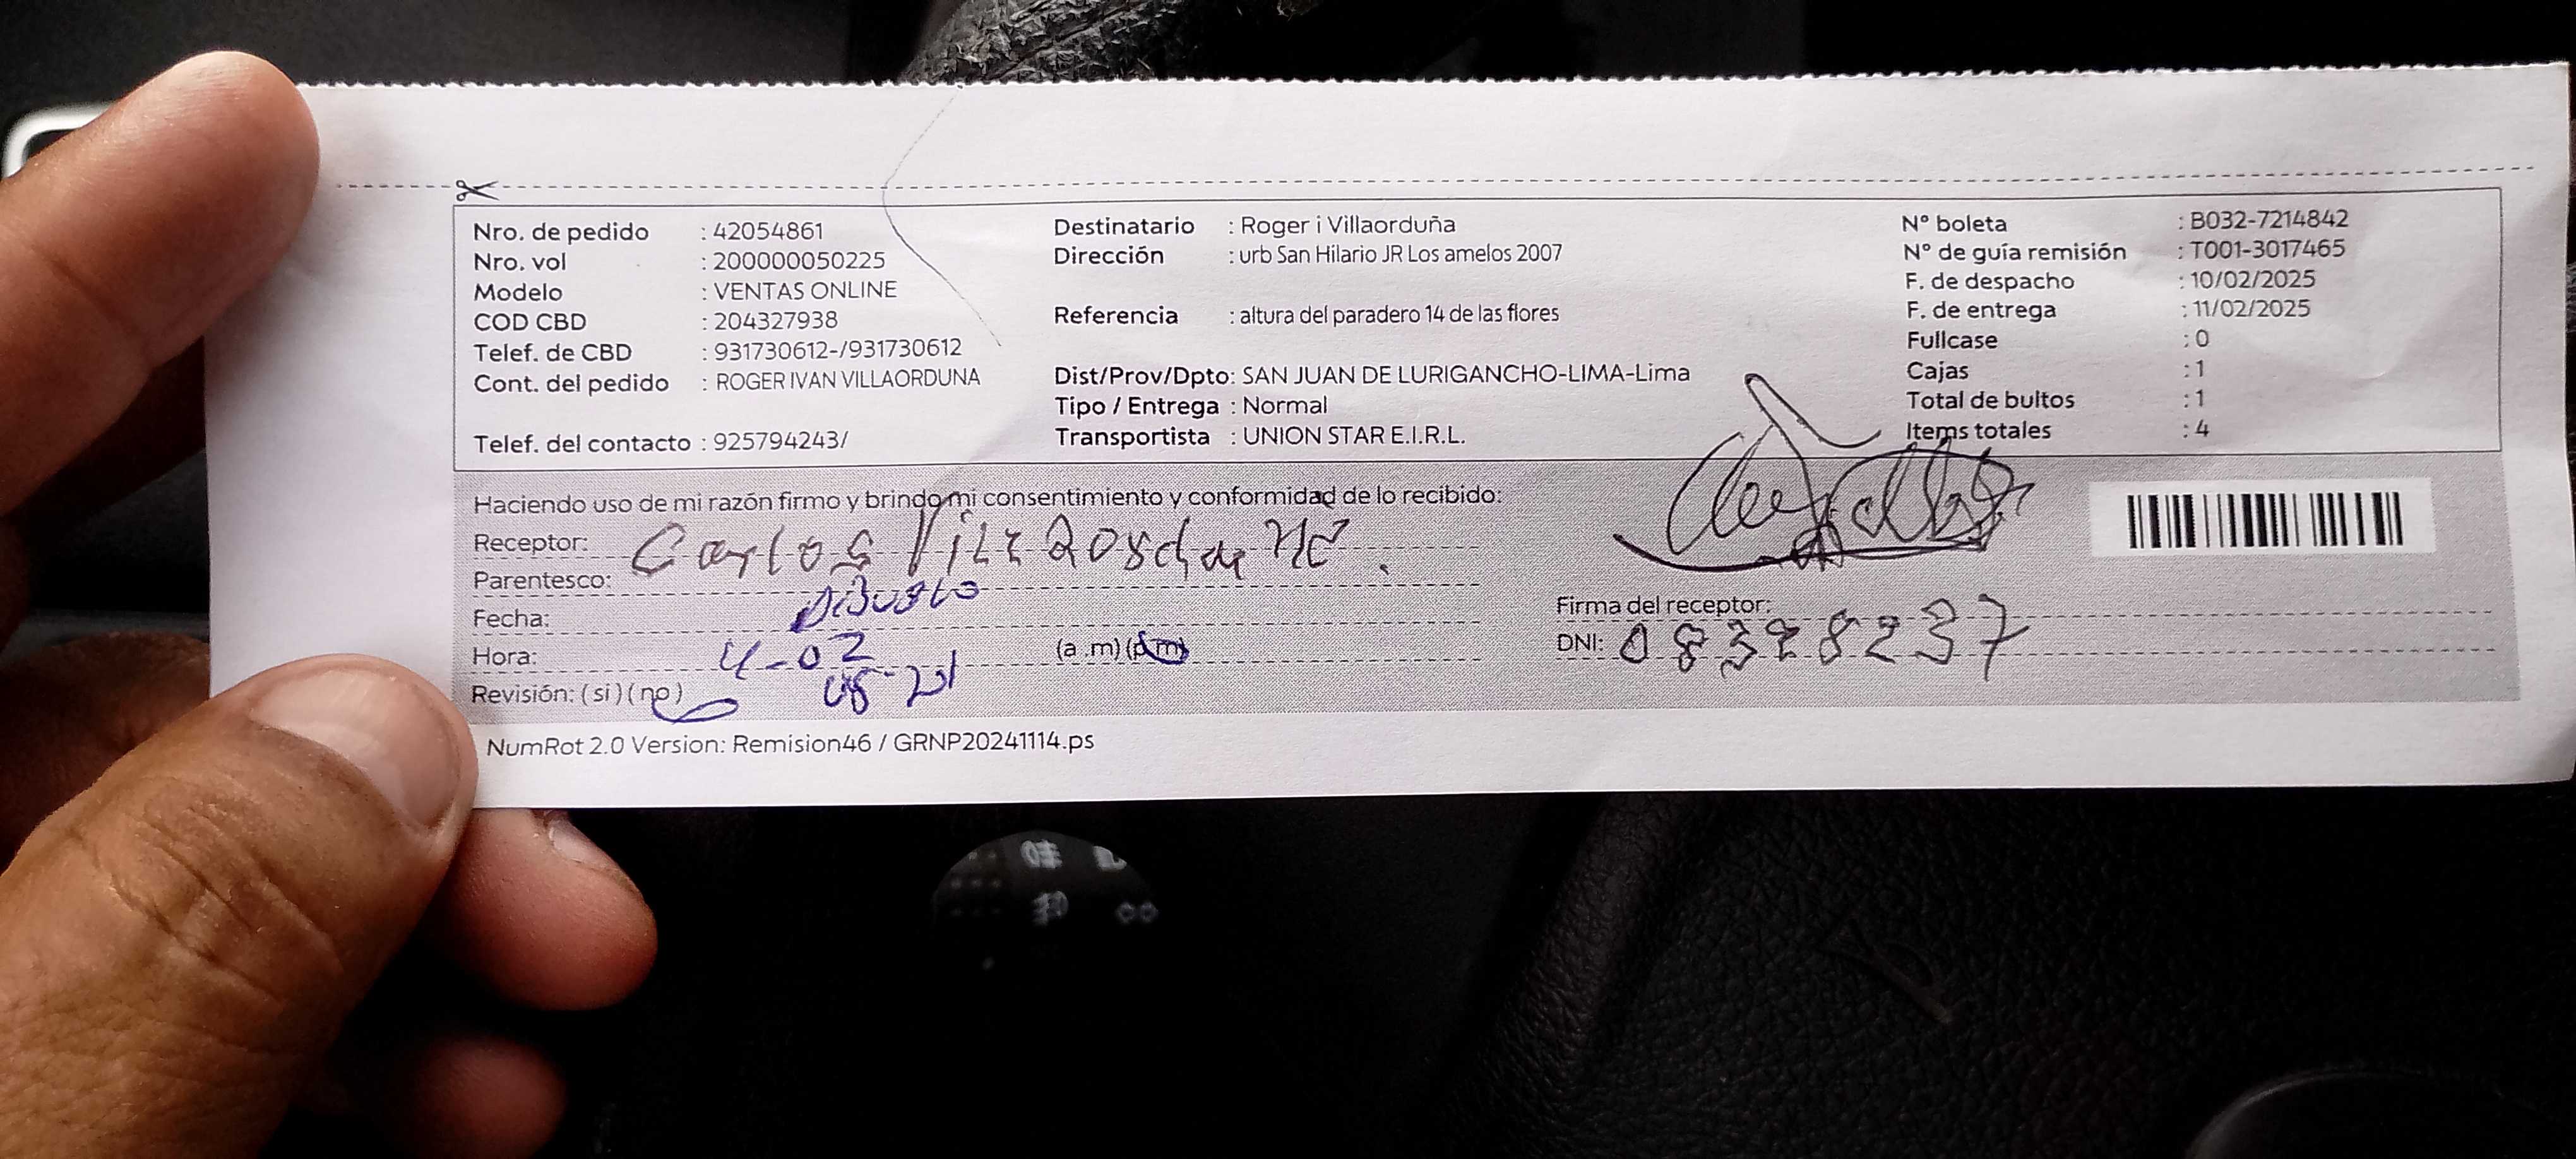 Nro. de pedido : 42054861
Nro. vol : 200000050225
Modelo : VENTAS ONLINE
COD CBD : 204327938
Telef. de CBD : 931730612-/931730612
Cont. del pedido : ROGER IVAN VILLAORDUNA
Telef. del contacto : 925794243/
Destinatario : Roger i Villaorduña
Dirección : urb San Hilario JR Los amelos 2007
Referencia : altura del paradero 14 de las flores
Dist/Prov/Dpto: SAN JUAN DE LURIGANCHO-LIMA-Lima
Tipo / Entrega : Normal
Transportista : UNION STAR E.I.R.L.
N° boleta : B032-7214842
N° de guía remisión : T001-3017465
F. de despacho : 10/02/2025
F. de entrega : 11/02/2025
Fullcase : 0
Cajas : 1
Total de bultos : 1
Items totales : 4
Haciendo uso de mi razón firmo y brindo mi consentimiento y conformidad de lo recibido:
Receptor: Carlos
Parentesco:
Fecha:
Hora: (a .m) (p.m)
Revisión: (si) (no)
Firma del receptor:
DNI:
NumRot 2.0 Version: Remision46 / GRNP20241114.ps